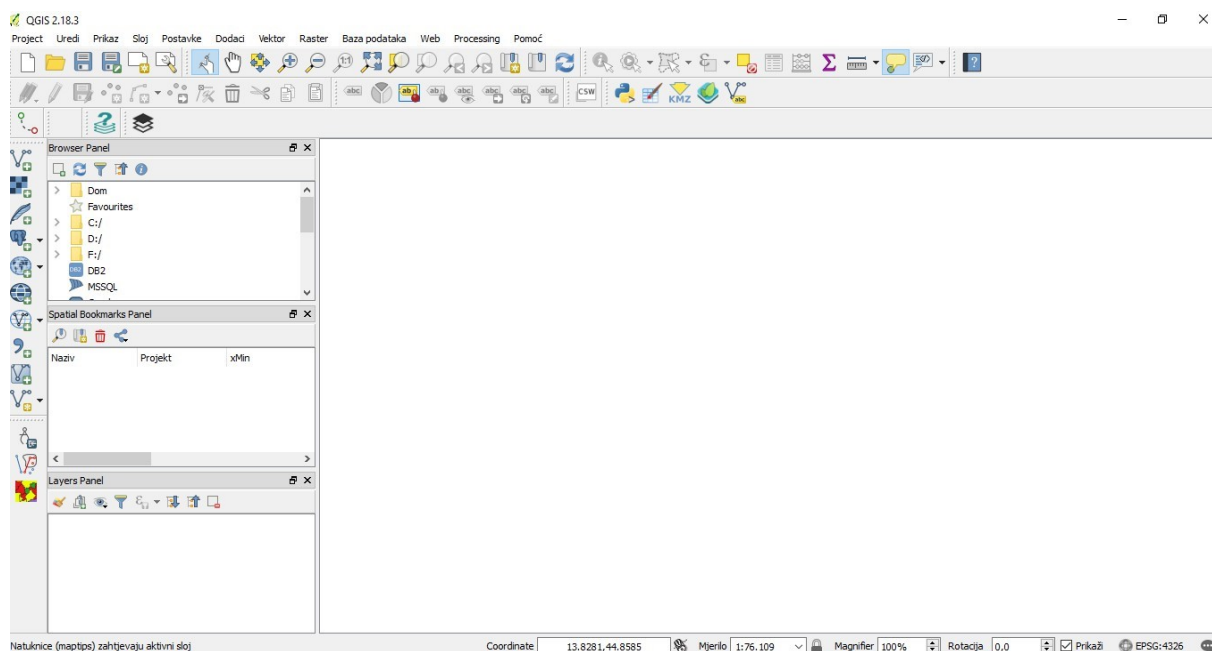 QGIS 2.18.3
Project Uredi Prikaz Sloj Postavke Dodaci Vektor Raster Baza podataka Web Processing Pomoć
abc CSW KMZ abc
Browser Panel
Dom
Favourites
C:/
D:/
F:/
DB2 DB2
MSSQL
Spatial Bookmarks Panel
Naziv Projekt xMin
Layers Panel
Natuknice (maptips) zahtjevaju aktivni sloj Coordinate 13.8281,44.8585 Mjerilo 1:76.109 Magnifier 100% Rotacija 0,0 Prikaži EPSG:4326